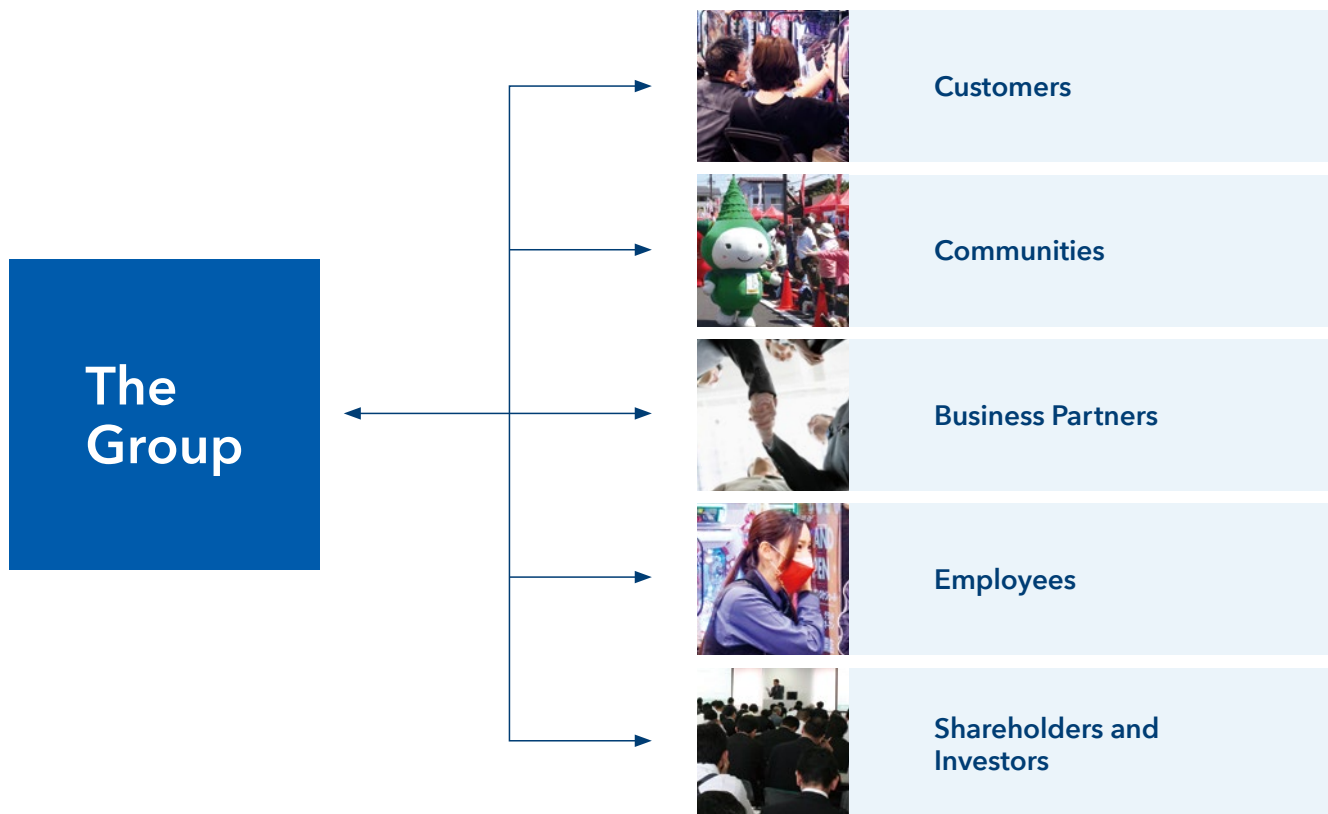 The
Group
Customers
Communities
Business Partners
Employees
Shareholders and
Investors